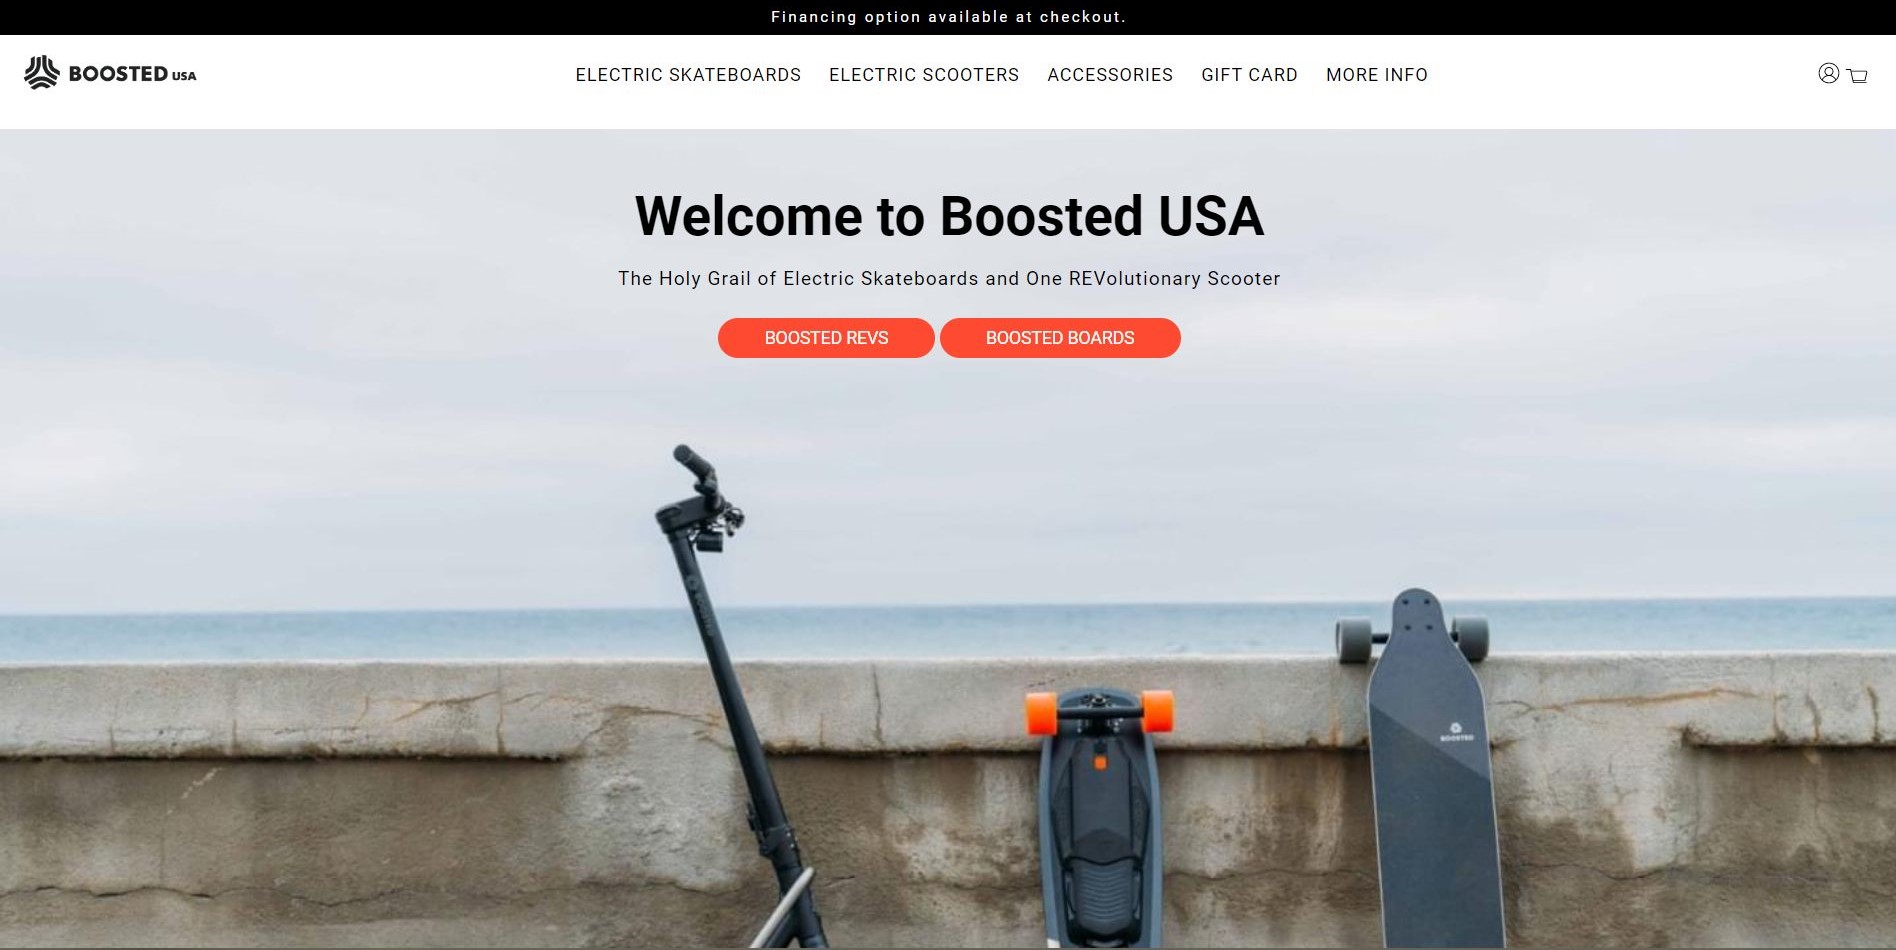 Financing option available at checkout.
BOOSTED USA
ELECTRIC SKATEBOARDS
ELECTRIC SCOOTERS
ACCESSORIES
GIFT CARD
MORE INFO
Welcome to Boosted USA
The Holy Grail of Electric Skateboards and One REVolutionary Scooter
BOOSTED REVS
BOOSTED BOARDS
BOOSTED